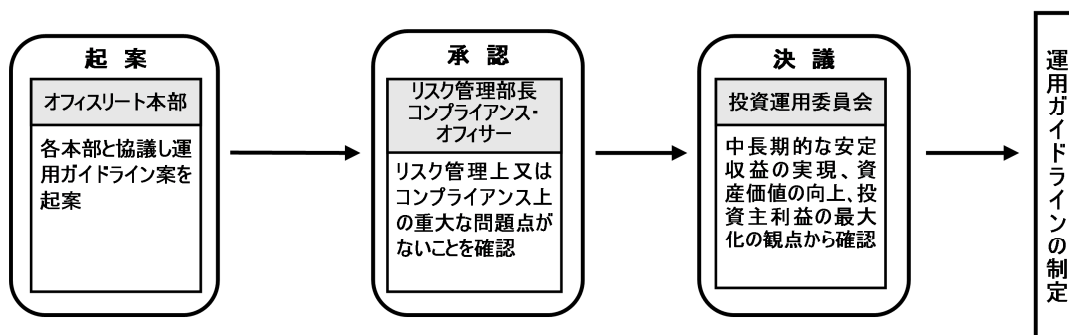 起 案
オフィスリート本部
各本部と協議し運
用ガイドライン案を
起案
承 認
リスク管理部長
コンプライアンス・
オフィサー
リスク管理上又は
コンプライアンス上
の重大な問題点が
ないことを確認
決 議
投資運用委員会
中長期的な安定
収益の実現、資
産価値の向上、投
資主利益の最大
化の観点から確認
運用ガイドラインの制定